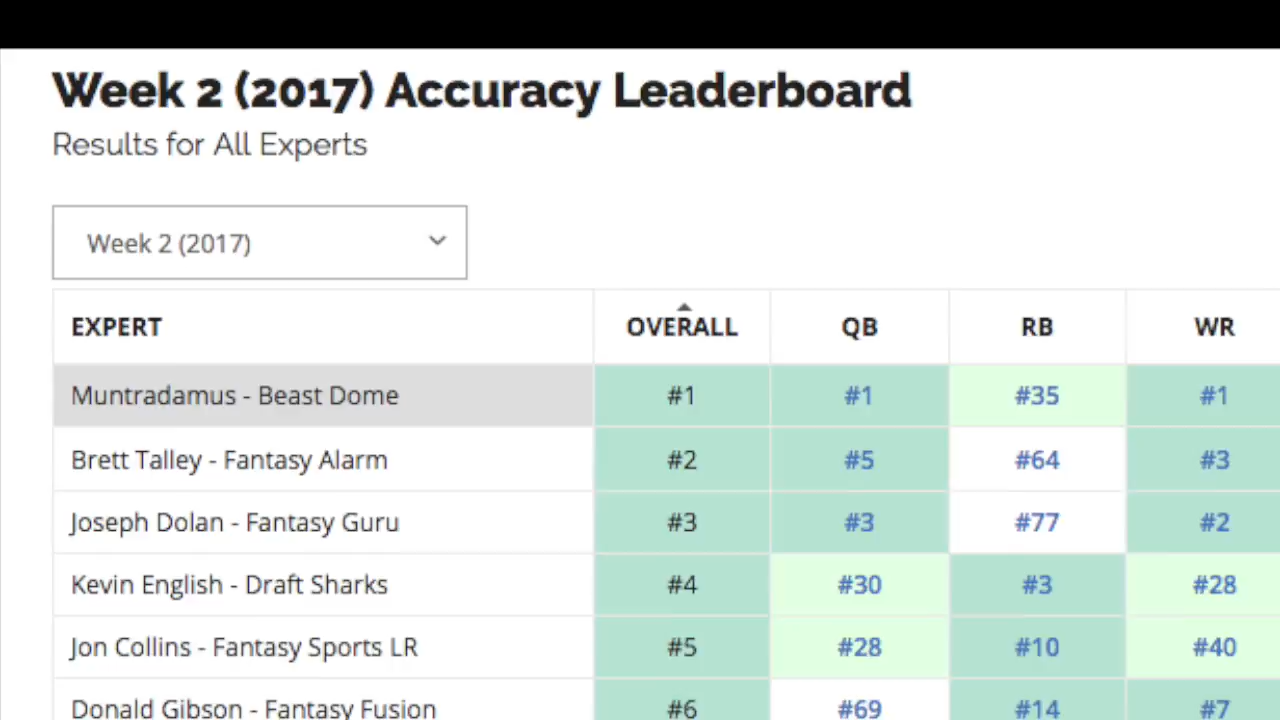 Week 2 (2017) Accuracy Leaderboard
Results for All Experts
Week 2 (2017)
EXPERT OVERALL QB RB WR
Muntradamus - Beast Dome #1 #1 #35 #1
Brett Talley - Fantasy Alarm #2 #5 #64 #3
Joseph Dolan - Fantasy Guru #3 #3 #77 #2
Kevin English - Draft Sharks #4 #30 #3 #28
Jon Collins - Fantasy Sports LR #5 #28 #10 #40
Donald Gibson - Fantasy Fusion #6 #69 #14 #7